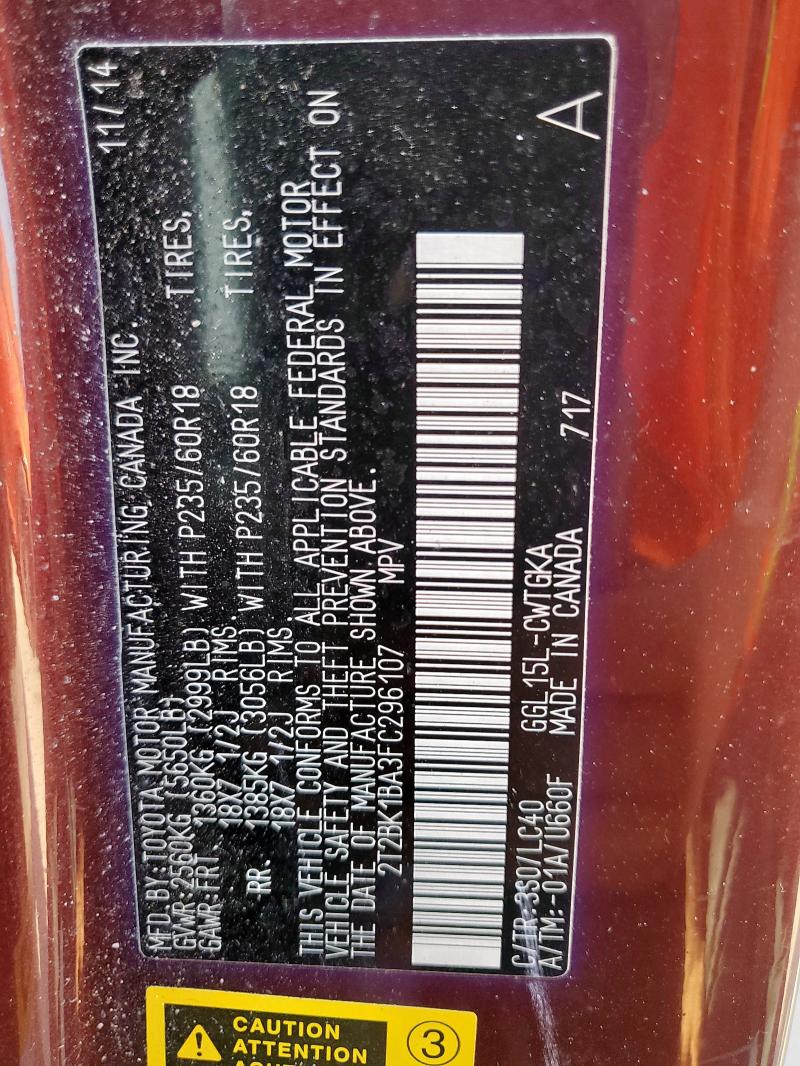 MFD.BY:TOYOTA MOTOR MANUFACTURING CANADA INC. 11/14
GVWR:2560KG (5650LB)
GAWR:FRT. 1360KG (2999LB) WITH P235/60R18 TIRES,
18X7 1/2J RIMS.
RR. 1385KG (3056LB) WITH P235/60R18 TIRES,
18X7 1/2J RIMS.
THIS VEHICLE CONFORMS TO ALL APPLICABLE FEDERAL MOTOR
VEHICLE SAFETY AND THEFT PREVENTION STANDARDS IN EFFECT ON
THE DATE OF MANUFACTURE SHOWN ABOVE.
2T2BK1BA3FC296107 MPV
C/TR:3S0/LC40 GGL15L-CWTGKA
A/TM:-01A/U660F MADE IN CANADA 717 A
CAUTION
ATTENTION
3